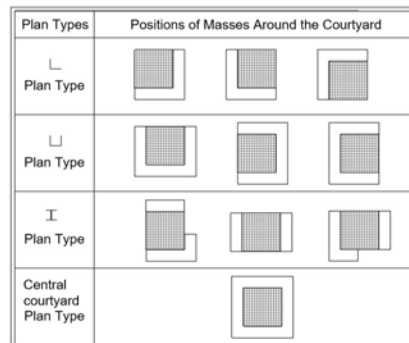 Plan Types
Positions of Masses Around the Courtyard
Plan Type
Plan Type
Plan Type
Central
courtyard
Plan Type